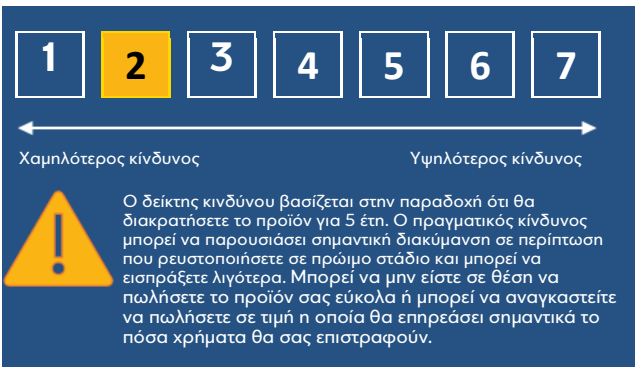 1 2 3 4 5 6 7
Χαμηλότερος κίνδυνος Υψηλότερος κίνδυνος
Ο δείκτης κινδύνου βασίζεται στην παραδοχή ότι θα
διακρατήσετε το προϊόν για 5 έτη. Ο πραγματικός κίνδυνος
μπορεί να παρουσιάσει σημαντική διακύμανση σε περίπτωση
που ρευστοποιήσετε σε πρώιμο στάδιο και μπορεί να
εισπράξετε λιγότερα. Μπορεί να μην είστε σε θέση να
πωλήσετε το προϊόν σας εύκολα ή μπορεί να αναγκαστείτε
να πωλήσετε σε τιμή η οποία θα επηρεάσει σημαντικά το
πόσα χρήματα θα σας επιστραφούν.